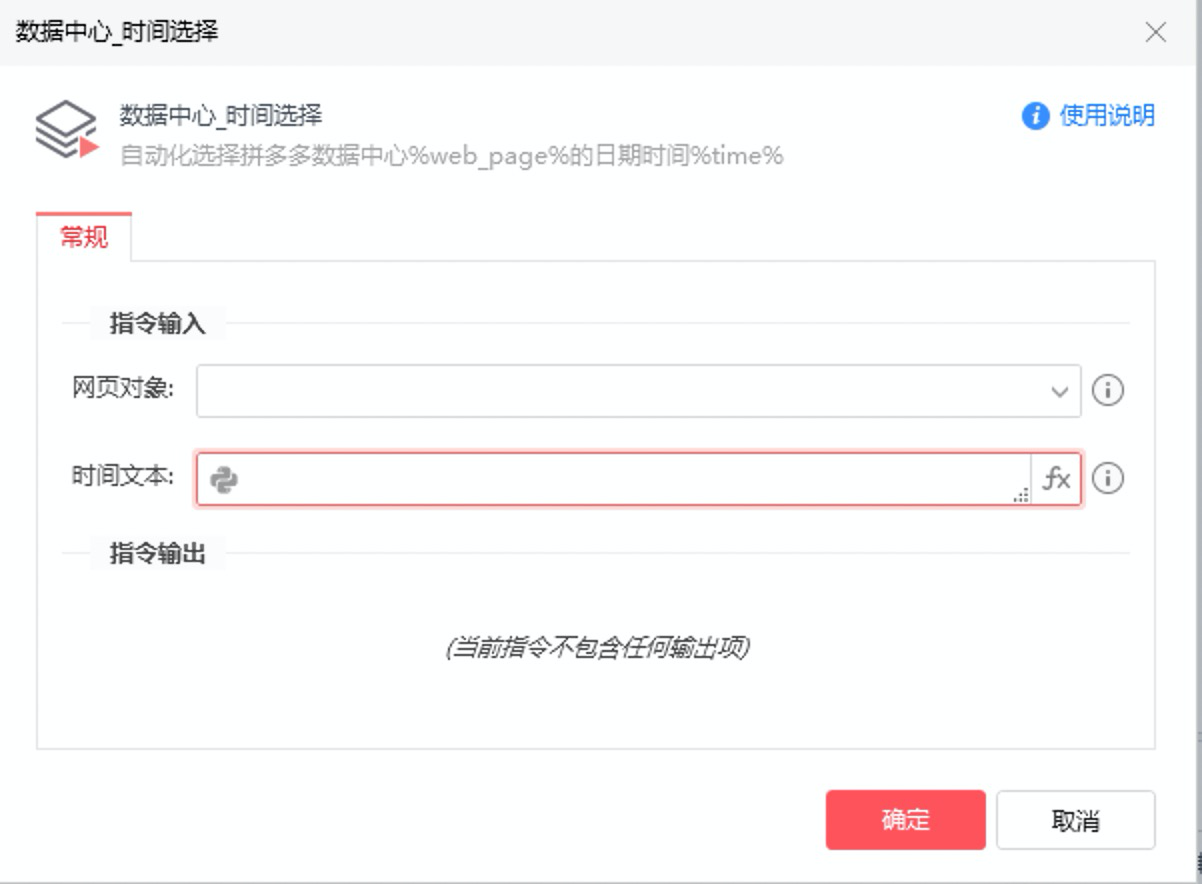 数据中心_时间选择
数据中心_时间选择
使用说明
自动化选择拼多多数据中心%web_page%的日期时间%time%
常规
指令输入
网页对象:
时间文本:
fx
指令输出
(当前指令不包含任何输出项)
确定
取消